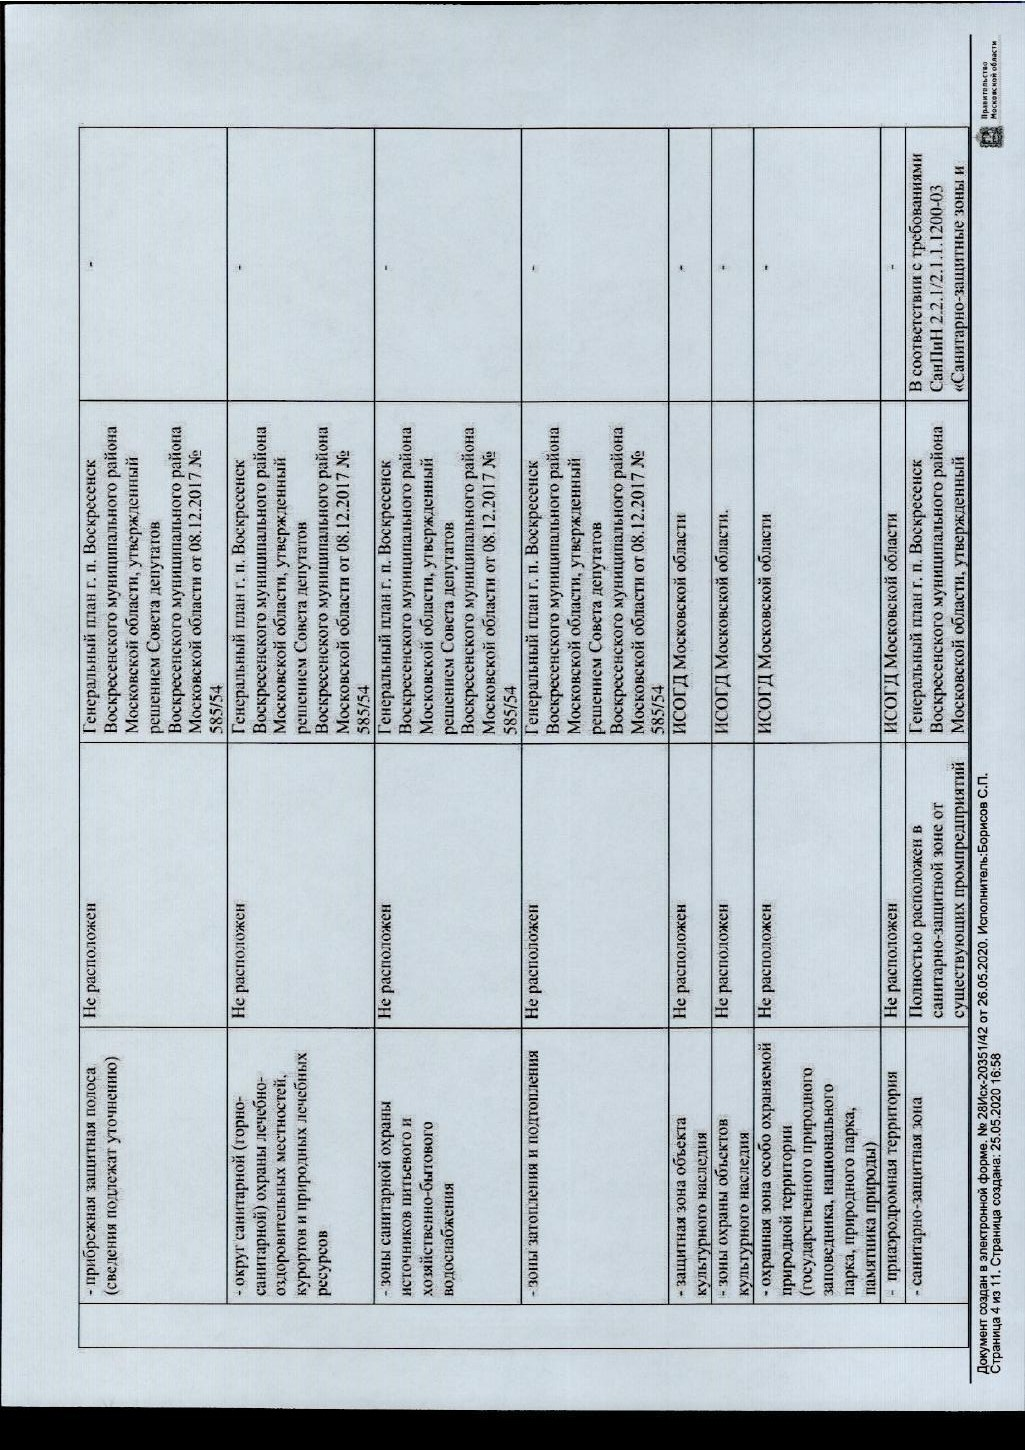 - прибрежная защитная полоса
(сведения подлежат уточнению)
Не расположен
Генеральный план г. п. Воскресенск
Воскресенского муниципального района
Московской области, утвержденный
решением Совета депутатов
Воскресенского муниципального района
Московской области от 08.12.2017 №
585/54
-
- округ санитарной (горно-
санитарной) охраны лечебно-
оздоровительных местностей,
курортов и природных лечебных
ресурсов
Не расположен
Генеральный план г. п. Воскресенск
Воскресенского муниципального района
Московской области, утвержденный
решением Совета депутатов
Воскресенского муниципального района
Московской области от 08.12.2017 №
585/54
-
- зоны санитарной охраны
источников питьевого и
хозяйственно-бытового
водоснабжения
Не расположен
Генеральный план г. п. Воскресенск
Воскресенского муниципального района
Московской области, утвержденный
решением Совета депутатов
Воскресенского муниципального района
Московской области от 08.12.2017 №
585/54
-
- зоны затопления и подтопления
Не расположен
Генеральный план г. п. Воскресенск
Воскресенского муниципального района
Московской области, утвержденный
решением Совета депутатов
Воскресенского муниципального района
Московской области от 08.12.2017 №
585/54
-
- защитная зона объекта
культурного наследия
Не расположен
ИСОГД Московской области
-
- зоны охраны объектов
культурного наследия
Не расположен
ИСОГД Московской области.
-
- охранная зона особо охраняемой
природной территории
(государственного природного
заповедника, национального
парка, природного парка,
памятника природы)
Не расположен
ИСОГД Московской области
-
- приаэродромная территория
Не расположен
ИСОГД Московской области
-
- санитарно-защитная зона
Полностью расположен в
санитарно-защитной зоне от
существующих промпредприятий
Генеральный план г. п. Воскресенск
Воскресенского муниципального района
Московской области, утвержденный
В соответствии с требованиями
СанПиН 2.2.1/2.1.1.1200-03
«Санитарно-защитные зоны и
Документ создан в электронной форме. № 28Исх-20351/42 от 26.05.2020. Исполнитель:Борисов С.П.
Страница 4 из 11. Страница создана: 25.05.2020 16:58
Правительство
Московской области